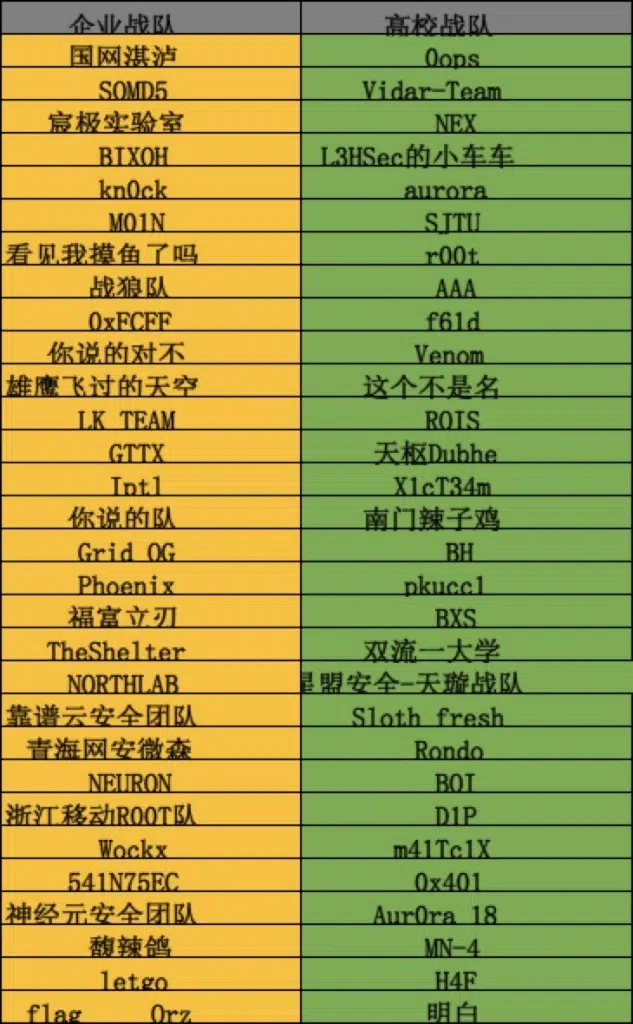 企业战队 高校战队
国网湛泸 0ops
SOMD5 Vidar-Team
宸极实验室 NEX
BIXOH L3HSec的小车车
kn0ck aurora
M01N SJTU
看见我摸鱼了吗 r00t
战狼队 AAA
0xFCFF f61d
你说的对不 Venom
雄鹰飞过的天空 这个不是名
LK TEAM ROIS
GTTX 天枢Dubhe
Iptl X1cT34m
你说的队 南门辣子鸡
Grid OG BH
Phoenix pkucc1
福富立刃 BXS
TheShelter 双流一大学
NORTHLAB 星盟安全-天璇战队
靠谱云安全团队 Sloth fresh
青海网安微森 Rondo
NEURON BOI
浙江移动ROOT队 D1P
Wockx m41Tc1X
541N75EC 0x401
神经元安全团队 Aur0ra 18
馥辣鸽 MN-4
letgo H4F
flag Orz 明白